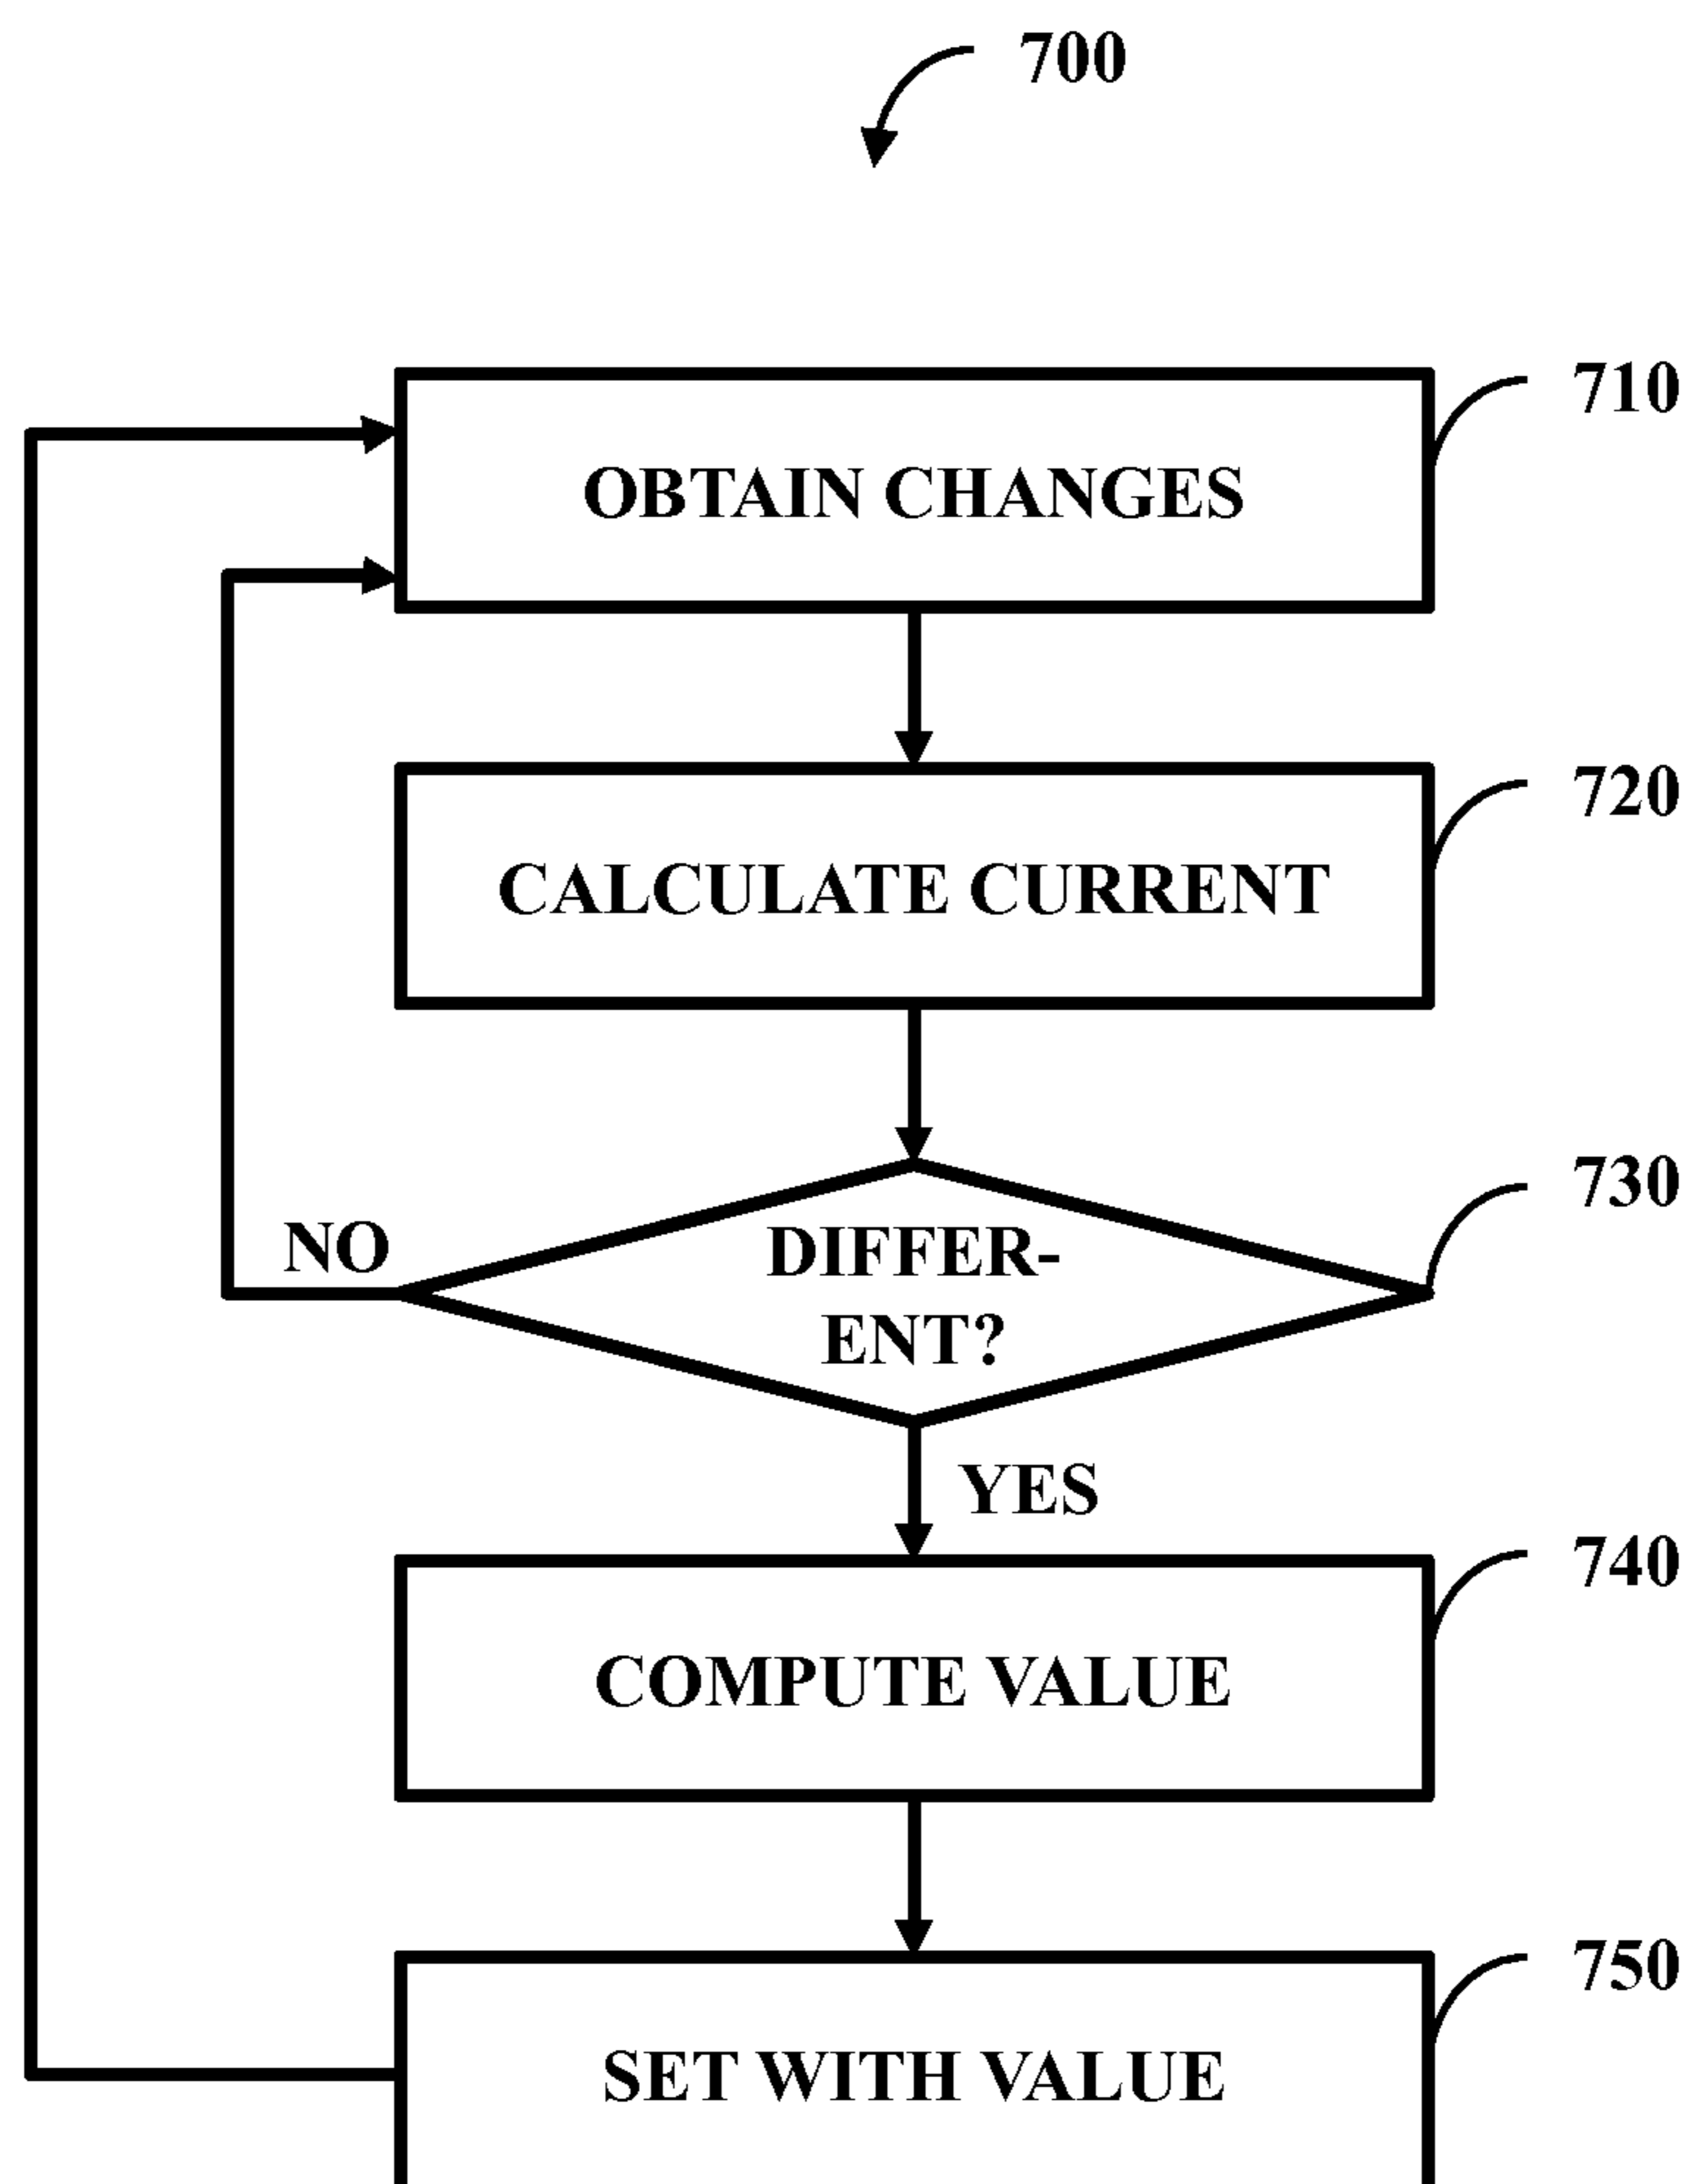 700
710
OBTAIN CHANGES
720
CALCULATE CURRENT
730
NO
DIFFER-
ENT?
YES
740
COMPUTE VALUE
750
SET WITH VALUE